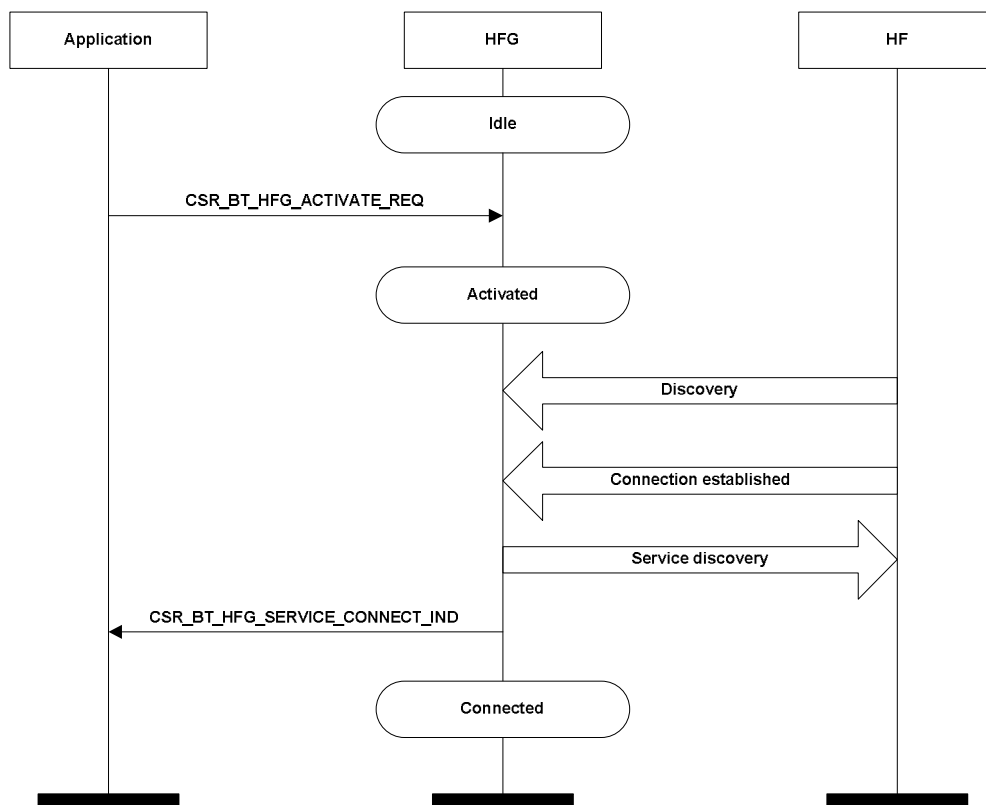 Application
HFG
HF
Idle
CSR_BT_HFG_ACTIVATE_REQ
Activated
Discovery
Connection established
Service discovery
CSR_BT_HFG_SERVICE_CONNECT_IND
Connected